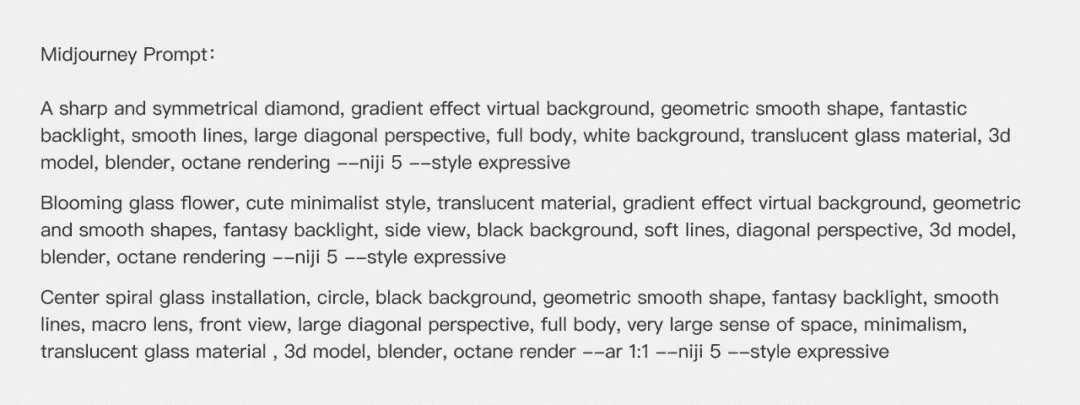 Midjourney Prompt：
A sharp and symmetrical diamond, gradient effect virtual background, geometric smooth shape, fantastic
backlight, smooth lines, large diagonal perspective, full body, white background, translucent glass material, 3d
model, blender, octane rendering --niji 5 --style expressive
Blooming glass flower, cute minimalist style, translucent material, gradient effect virtual background, geometric
and smooth shapes, fantasy backlight, side view, black background, soft lines, diagonal perspective, 3d model,
blender, octane rendering --niji 5 --style expressive
Center spiral glass installation, circle, black background, geometric smooth shape, fantasy backlight, smooth
lines, macro lens, front view, large diagonal perspective, full body, very large sense of space, minimalism,
translucent glass material , 3d model, blender, octane render --ar 1:1 --niji 5 --style expressive